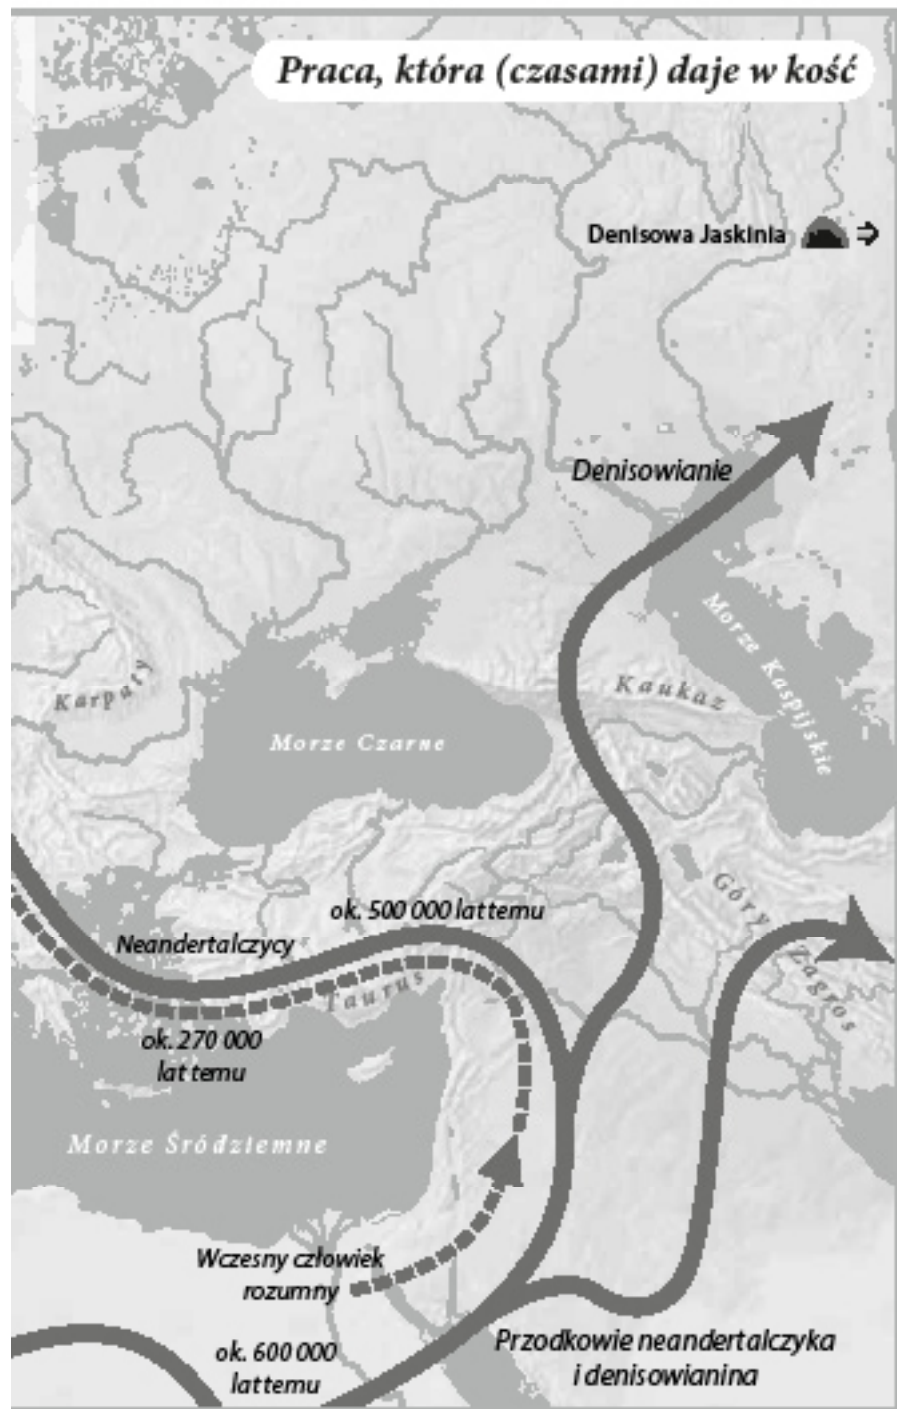 Praca, która (czasami) daje w kość
Denisowa Jaskinia
Denisowianie
Morze Kaspijskie
Kaukaz
Karpaty
Morze Czarne
Góry Zagros
ok. 500 000 lat temu
Neandertalczycy
Taurus
ok. 270 000
lat temu
Morze Śródziemne
Wczesny człowiek
rozumny
Przodkowie neandertalczyka
i denisowianina
ok. 600 000
lat temu